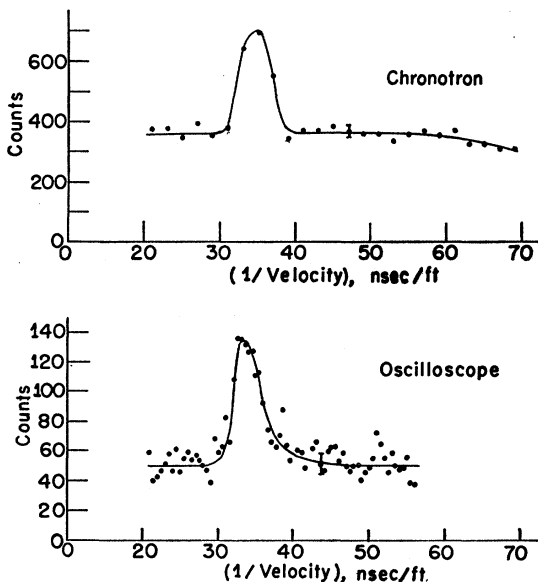 600
400
200
0
Counts
Chronotron
0 10 20 30 40 50 60 70
(1/Velocity), nsec/ft
140
120
100
80
60
40
20
0
Counts
Oscilloscope
0 10 20 30 40 50 60 70
(1/Velocity), nsec/ft.